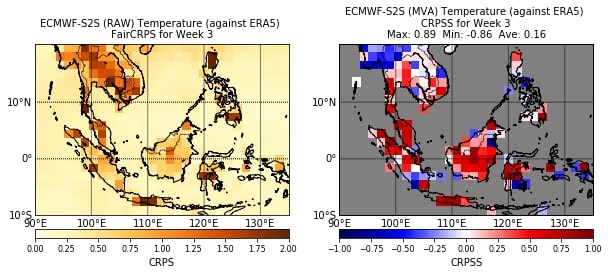 ECMWF-S2S (RAW) Temperature (against ERA5)
FairCRPS for Week 3
10°N
0°
10°S
90°E 100°E 110°E 120°E 130°E
0.00 0.25 0.50 0.75 1.00 1.25 1.50 1.75 2.00
CRPS
ECMWF-S2S (MVA) Temperature (against ERA5)
CRPSS for Week 3
Max: 0.89 Min: -0.86 Ave: 0.16
10°N
0°
10°S
90°E 100°E 110°E 120°E 130°E
−1.00 −0.75 −0.50 −0.25 0.00 0.25 0.50 0.75 1.00
CRPSS